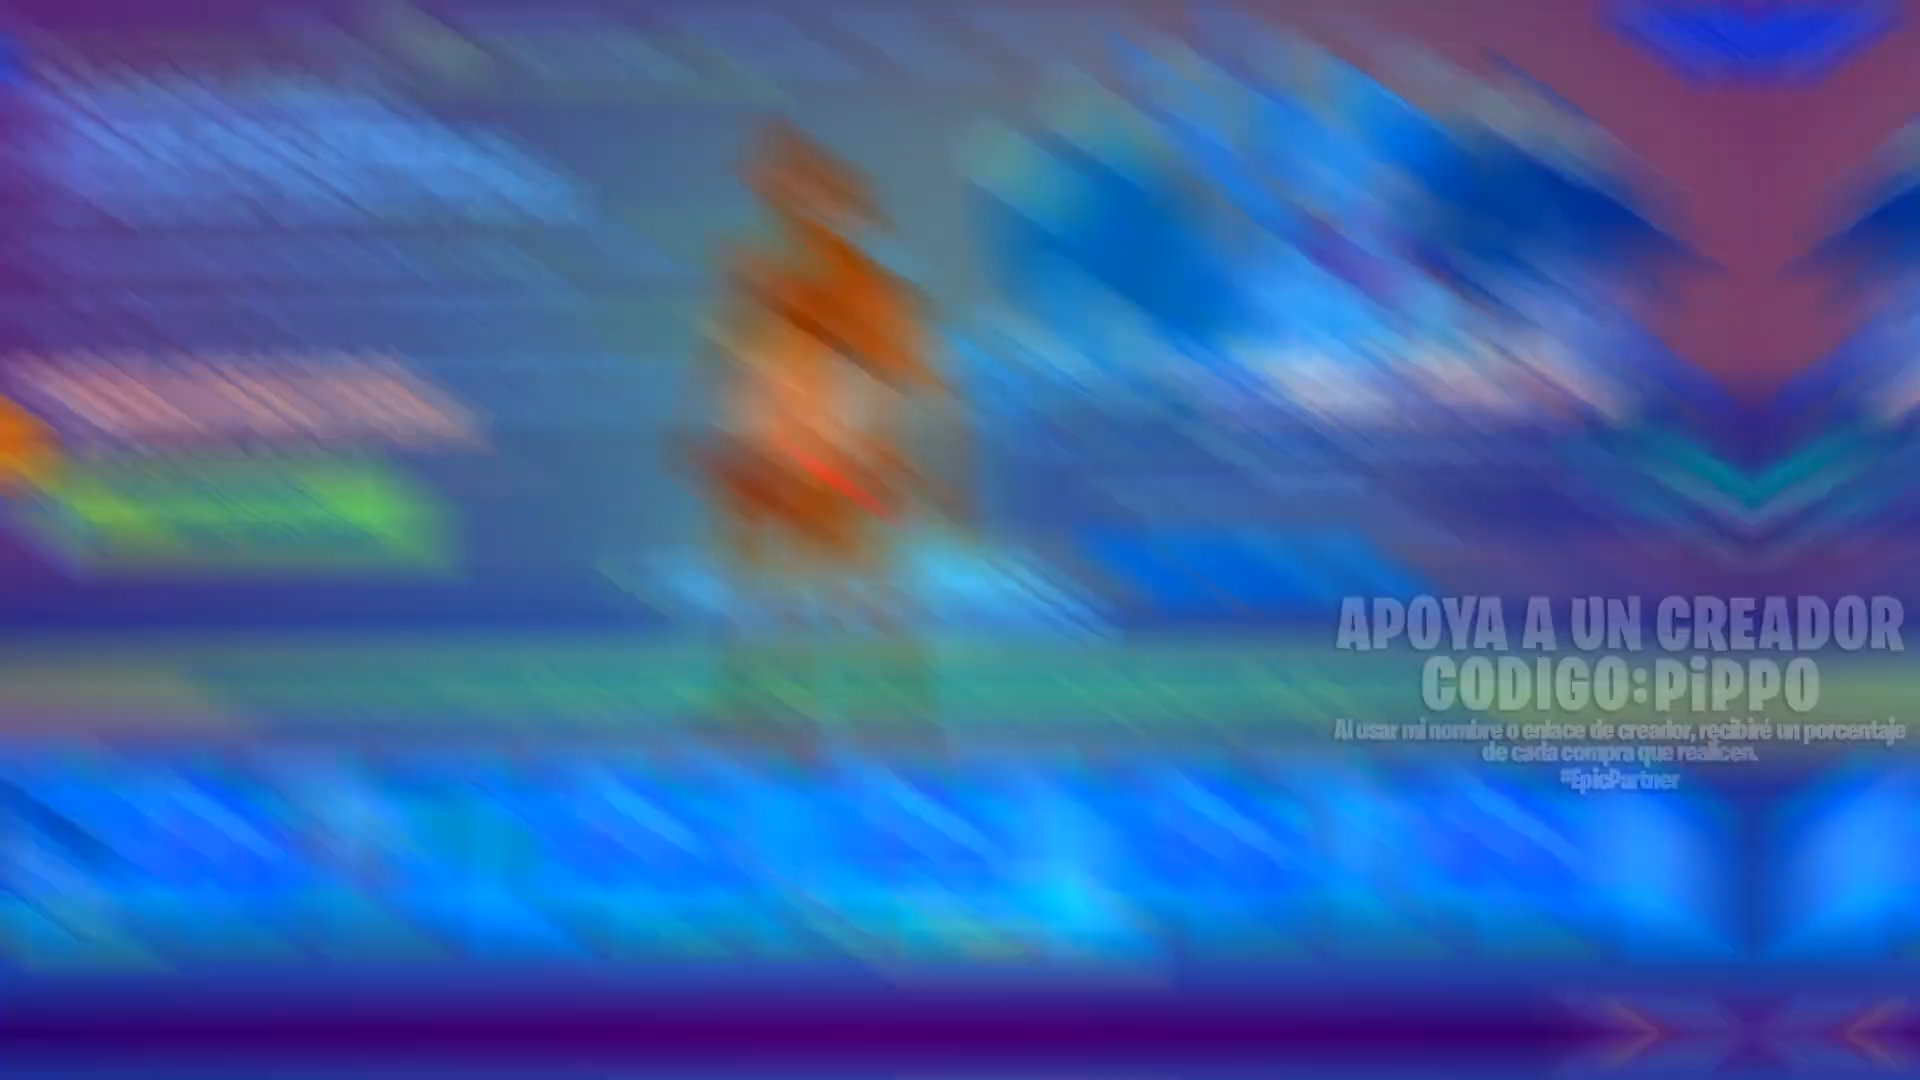 APOYA A UN CREADOR
CODIGO:PiPPO
Al usar mi nombre o enlace de creador, recibiré un porcentaje
de cada compra que realicen.
#EpicPartner